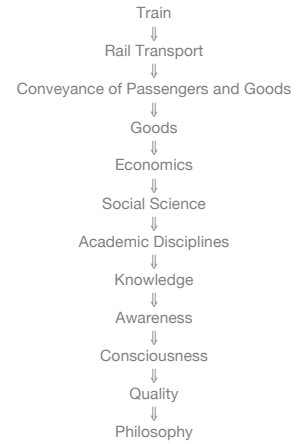 Train
⇓
Rail Transport
⇓
Conveyance of Passengers and Goods
⇓
Goods
⇓
Economics
⇓
Social Science
⇓
Academic Disciplines
⇓
Knowledge
⇓
Awareness
⇓
Consciousness
⇓
Quality
⇓
Philosophy